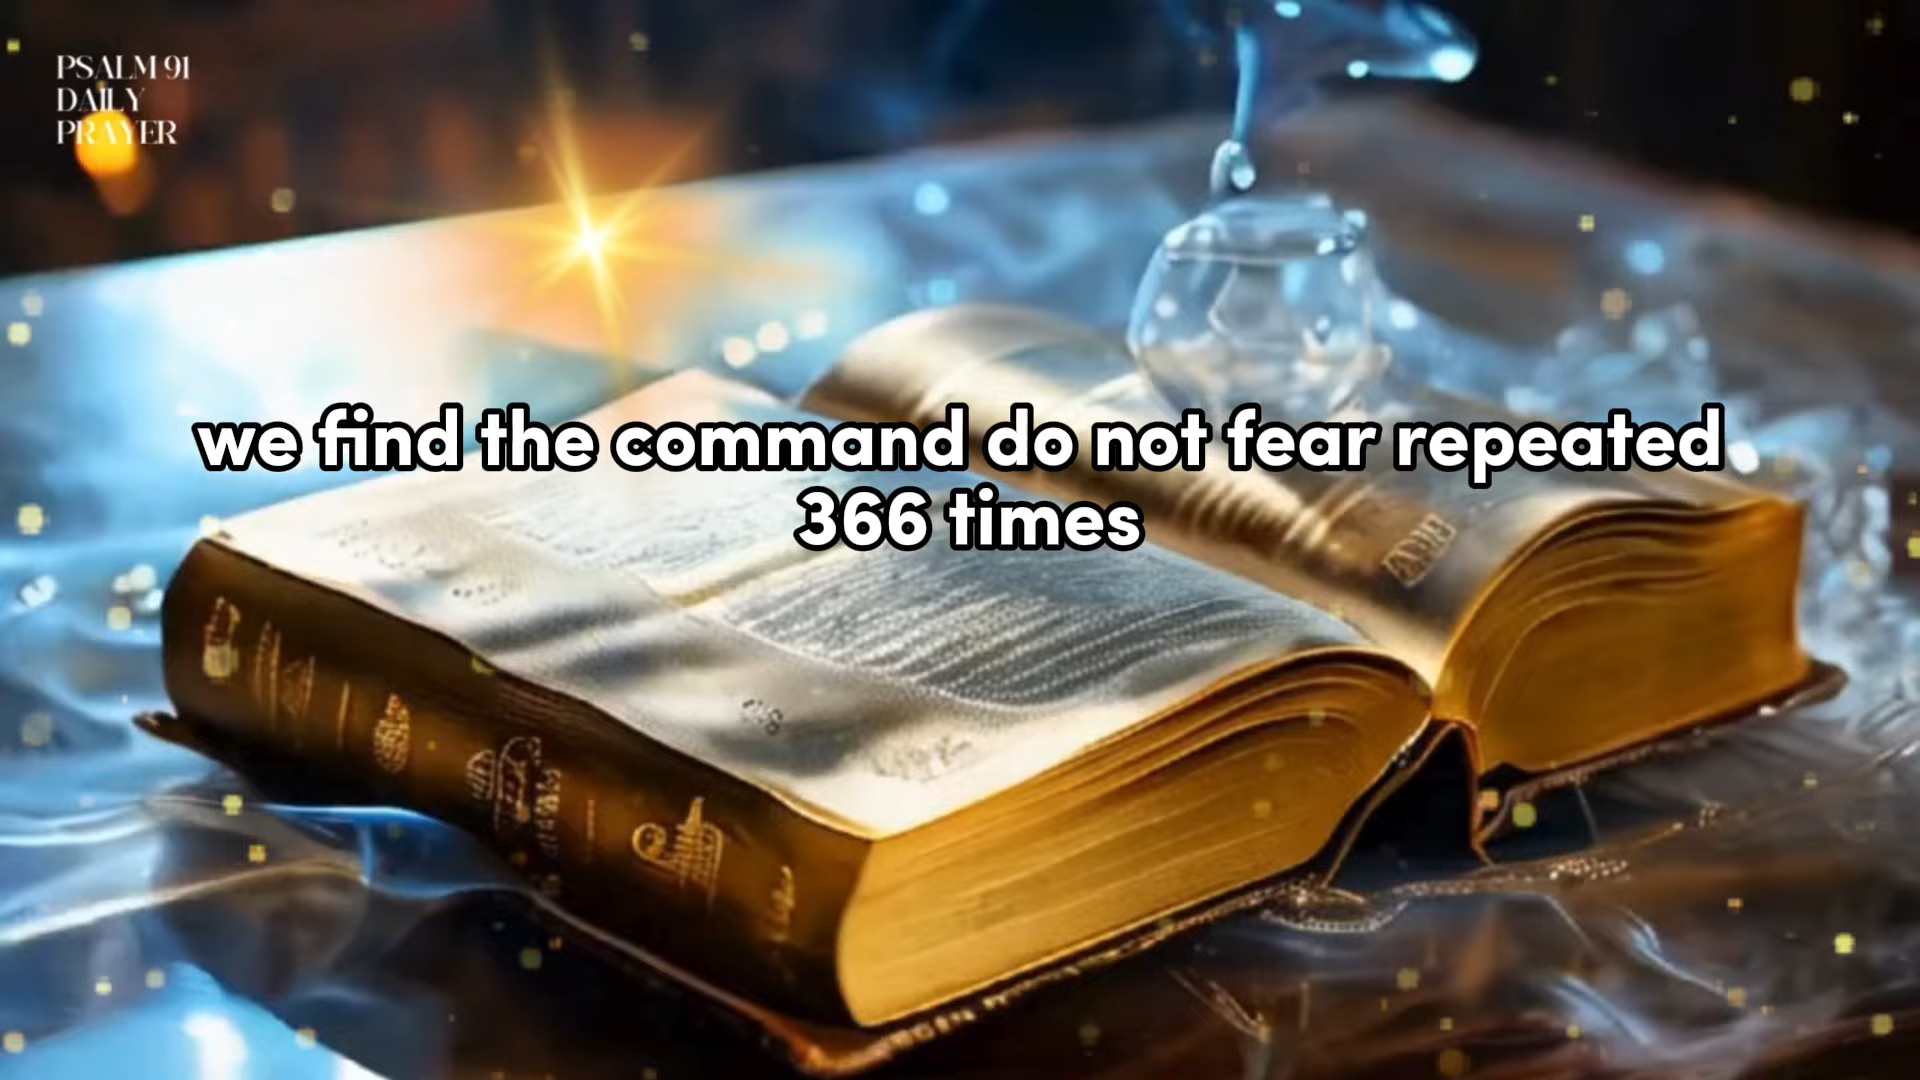 PSALM 91
DAILY
PRAYER
we find the command do not fear repeated
366 times